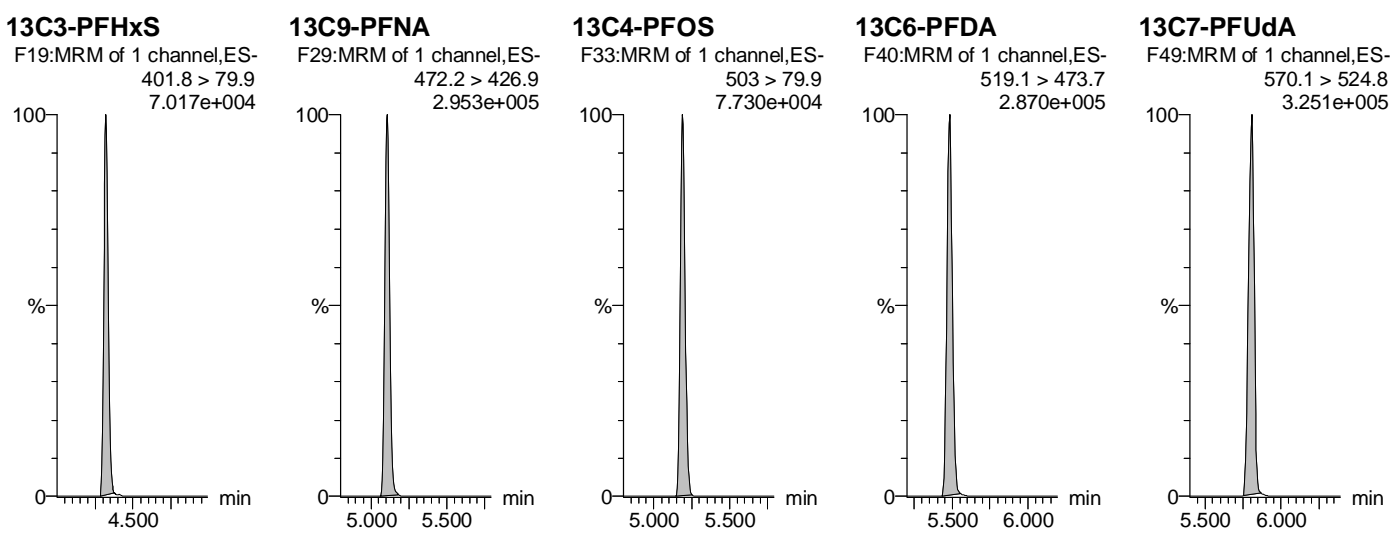 13C3-PFHxS
F19:MRM of 1 channel,ES-
401.8 > 79.9
7.017e+004
100
%
0
min
4.500
13C9-PFNA
F29:MRM of 1 channel,ES-
472.2 > 426.9
2.953e+005
100
%
0
min
5.000 5.500
13C4-PFOS
F33:MRM of 1 channel,ES-
503 > 79.9
7.730e+004
100
%
0
min
5.000 5.500
13C6-PFDA
F40:MRM of 1 channel,ES-
519.1 > 473.7
2.870e+005
100
%
0
min
5.500 6.000
13C7-PFUdA
F49:MRM of 1 channel,ES-
570.1 > 524.8
3.251e+005
100
%
0
min
5.500 6.000